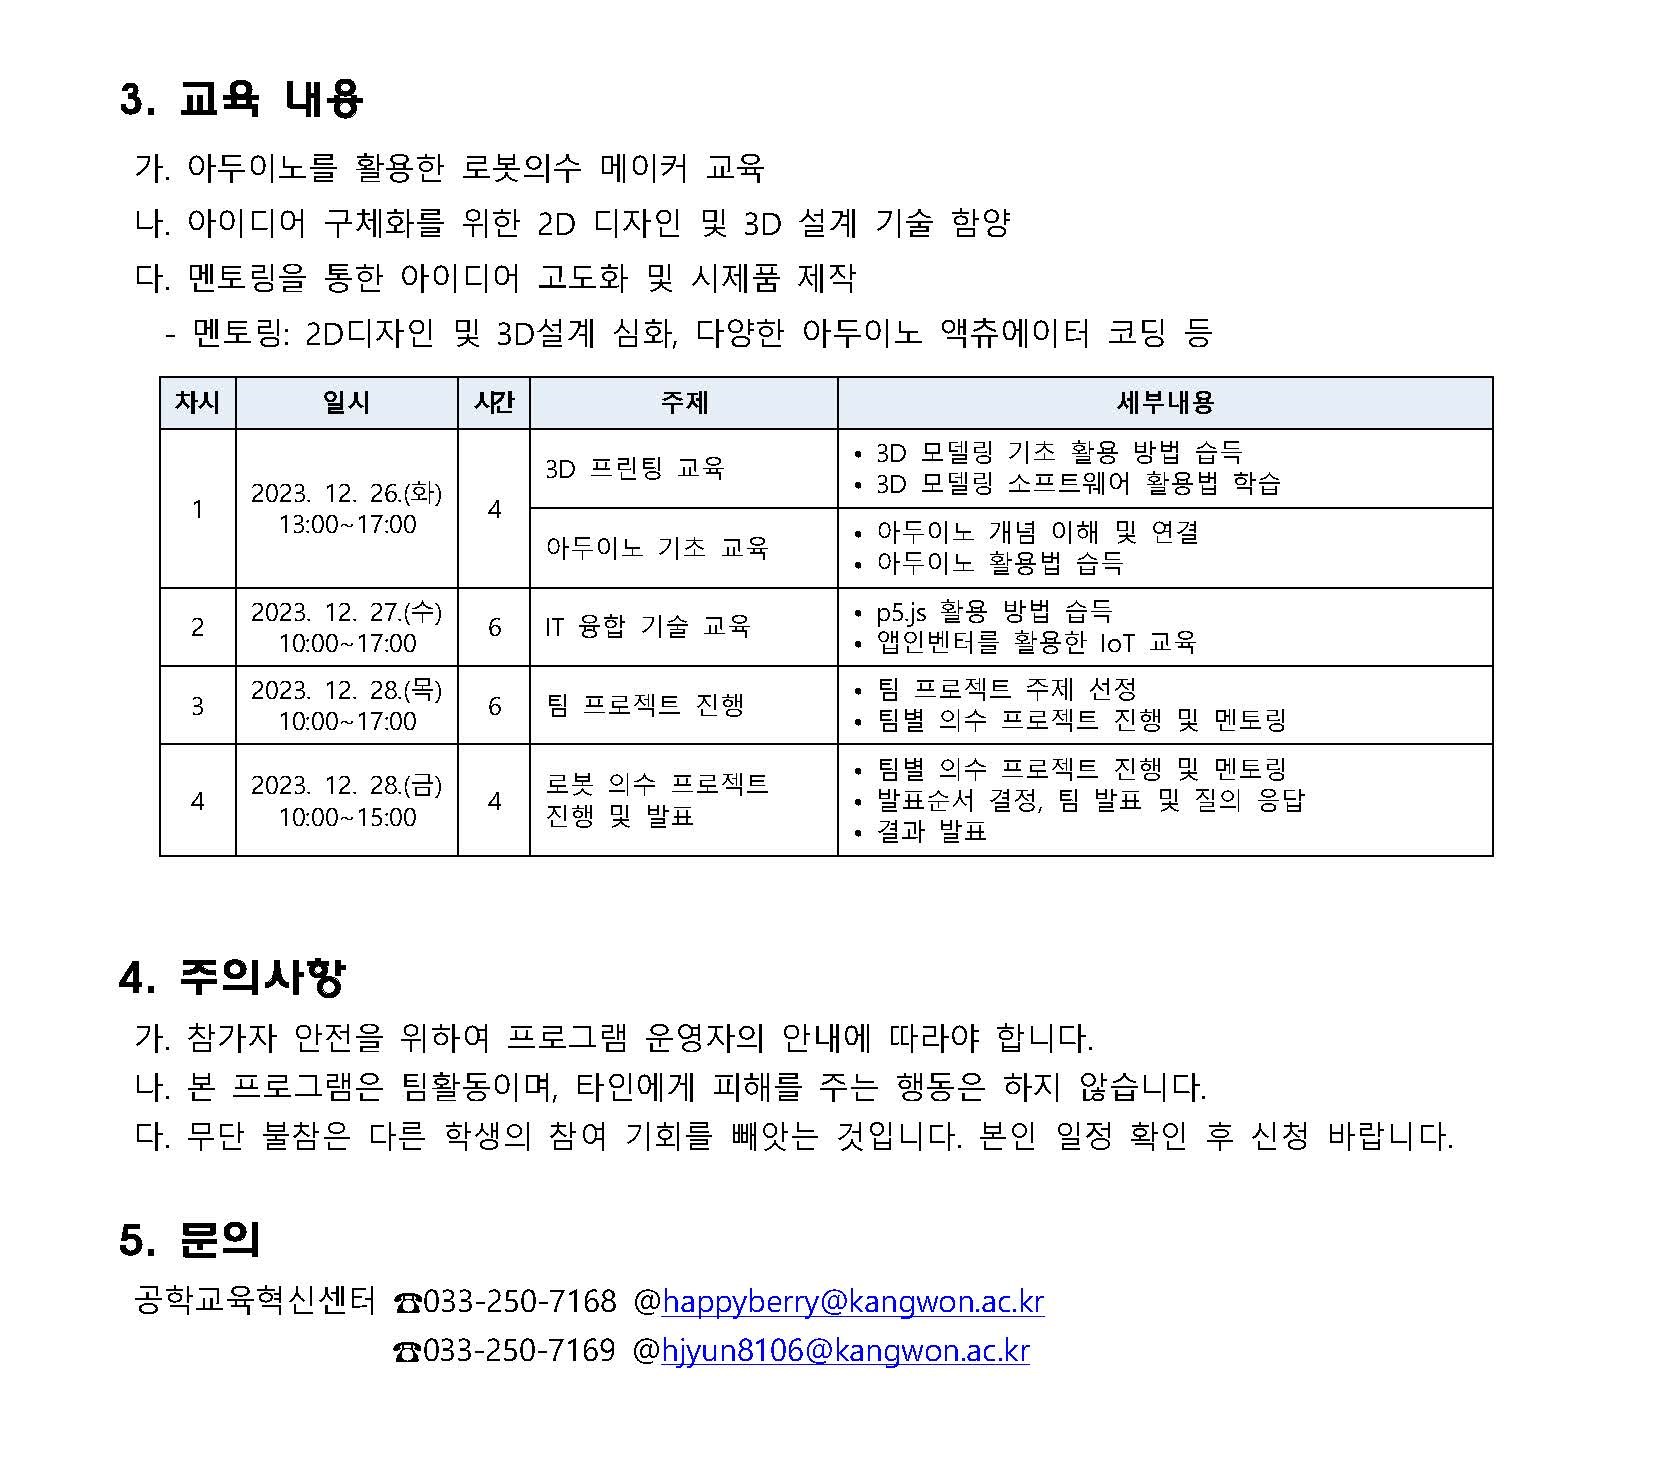 3. 교육 내용
가. 아두이노를 활용한 로봇의수 메이커 교육
나. 아이디어 구체화를 위한 2D 디자인 및 3D 설계 기술 함양
다. 멘토링을 통한 아이디어 고도화 및 시제품 제작
- 멘토링: 2D디자인 및 3D설계 심화, 다양한 아두이노 액츄에이터 코딩 등
차시 일시 시간 주제 세부내용
1
2023. 12. 26.(화)
13:00~17:00
4
3D 프린팅 교육
• 3D 모델링 기초 활용 방법 습득
• 3D 모델링 소프트웨어 활용법 학습
아두이노 기초 교육
• 아두이노 개념 이해 및 연결
• 아두이노 활용법 습득
2
2023. 12. 27.(수)
10:00~17:00
6
IT 융합 기술 교육
• p5.js 활용 방법 습득
• 앱인벤터를 활용한 IoT 교육
3
2023. 12. 28.(목)
10:00~17:00
6
팀 프로젝트 진행
• 팀 프로젝트 주제 선정
• 팀별 의수 프로젝트 진행 및 멘토링
4
2023. 12. 28.(금)
10:00~15:00
4
로봇 의수 프로젝트
진행 및 발표
• 팀별 의수 프로젝트 진행 및 멘토링
• 발표순서 결정, 팀 발표 및 질의 응답
• 결과 발표
4. 주의사항
가. 참가자 안전을 위하여 프로그램 운영자의 안내에 따라야 합니다.
나. 본 프로그램은 팀활동이며, 타인에게 피해를 주는 행동은 하지 않습니다.
다. 무단 불참은 다른 학생의 참여 기회를 빼앗는 것입니다. 본인 일정 확인 후 신청 바랍니다.
5. 문의
공학교육혁신센터 ☎033-250-7168 @happyberry@kangwon.ac.kr
☎033-250-7169 @hjyun8106@kangwon.ac.kr